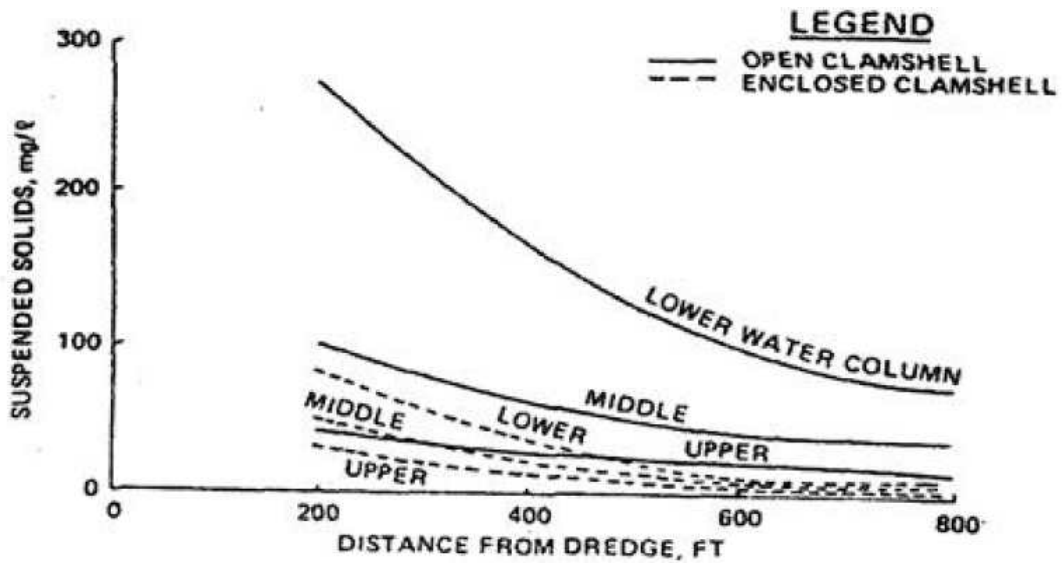 LEGEND
OPEN CLAMSHELL
ENCLOSED CLAMSHELL
SUSPENDED SOLIDS, mg/ℓ
300
200
100
0
LOWER WATER COLUMN
MIDDLE
MIDDLE
LOWER
UPPER
UPPER
0
200
400
600
800
DISTANCE FROM DREDGE, FT